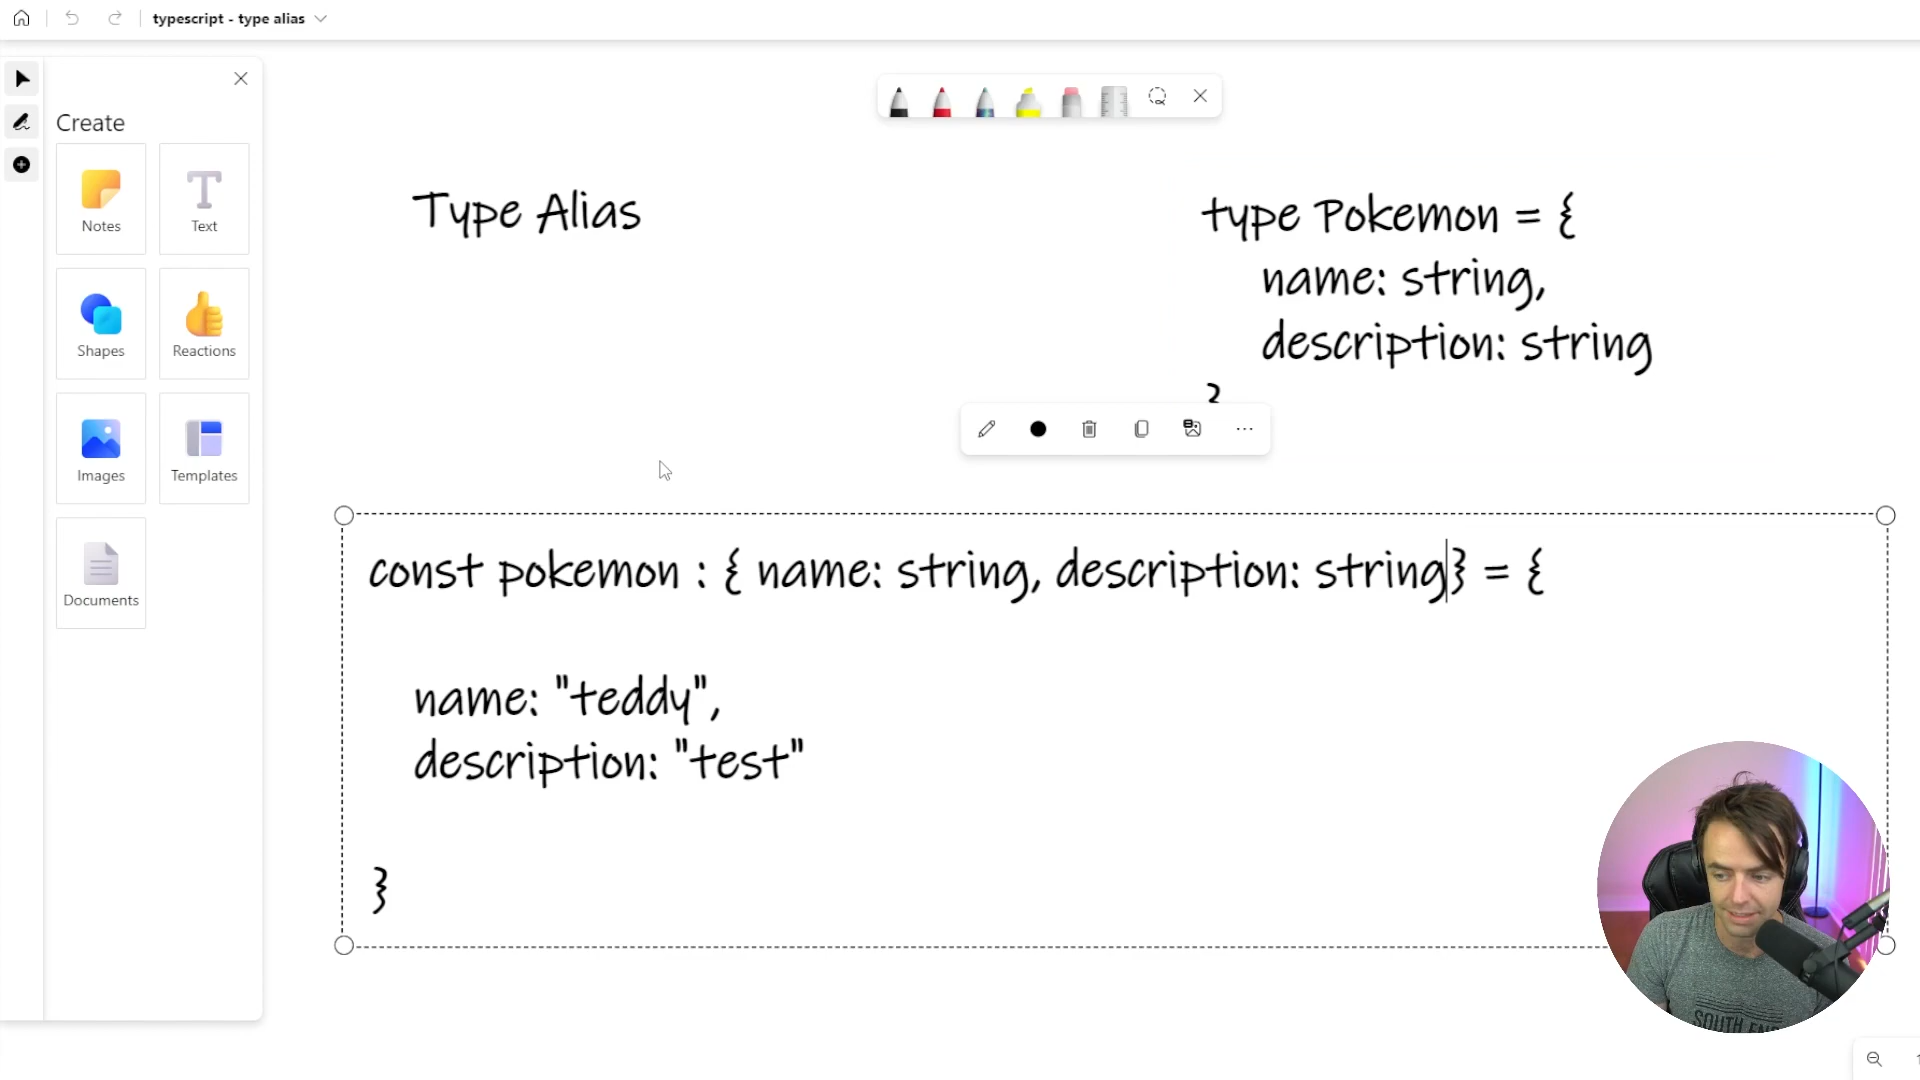 typescript - type alias
Create
Notes
Text
Shapes
Reactions
Images
Templates
Documents
Type Alias
type Pokemon = {
name: string,
description: string
}
const pokemon : { name: string, description: string} = {
name: "teddy",
description: "test"
}
SOUTH